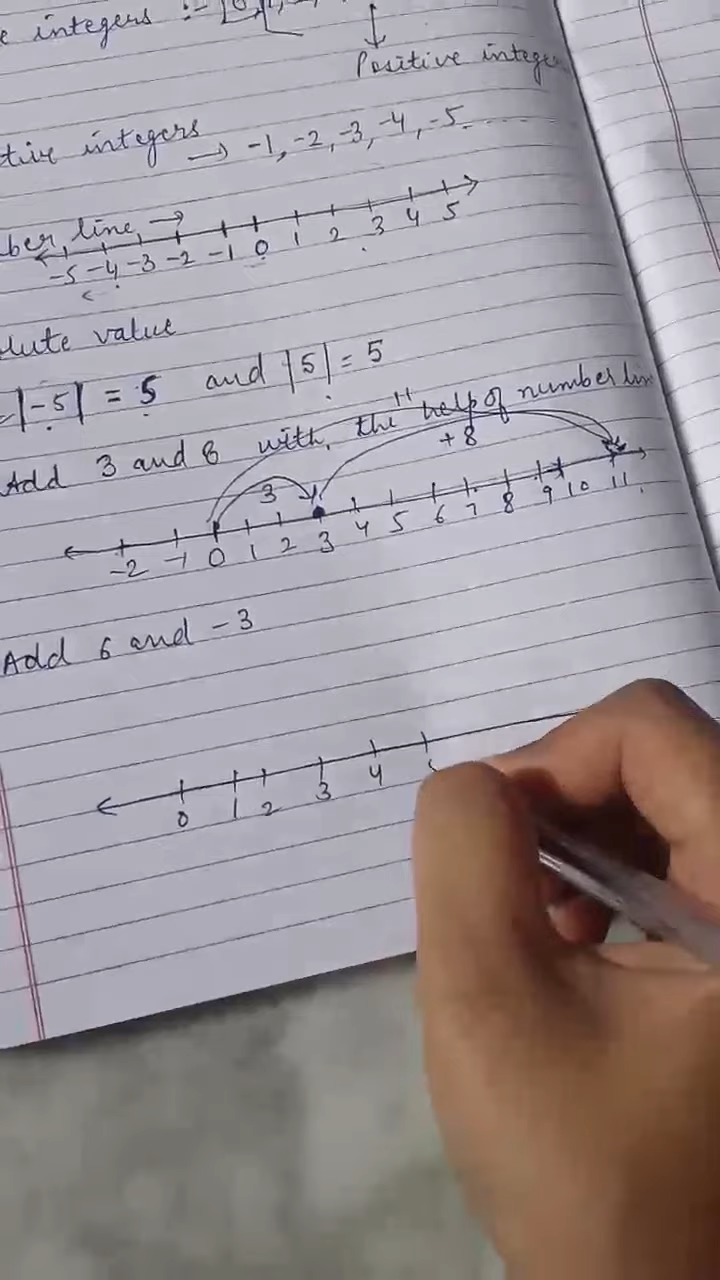 integers :-
Positive
integers → -1, -2, -3, -4, -5.....
line →
-5 -4 -3 -2 -1 0 1 2 3 4 5
value
|-5| = 5 and |5| = 5
11
Add 3 and 8 with the help of number
+8
3
-2 -1 0 1 2 3 4 5 6 7 8 9 10 11
Add 6 and -3
0 1 2 3 4